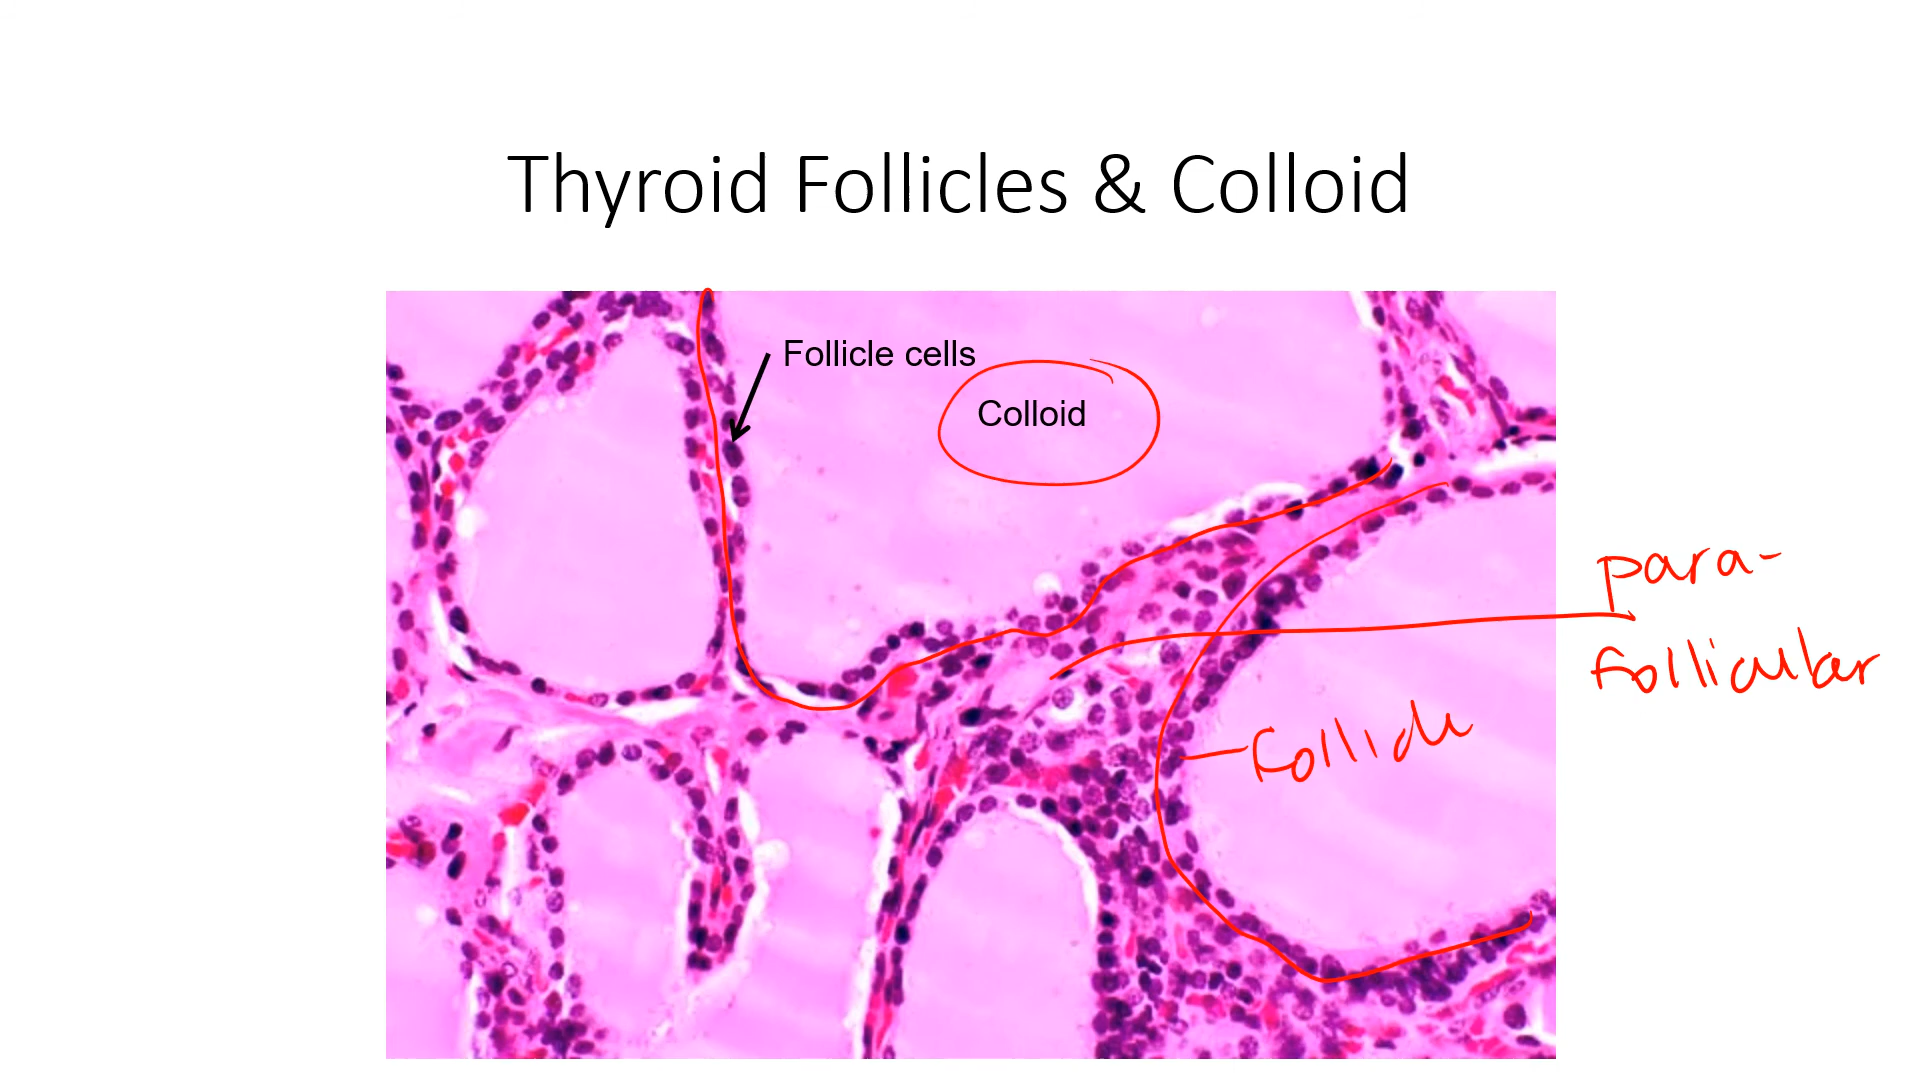 Thyroid Follicles & Colloid
Follicle cells
Colloid
para-
follicular
follicle